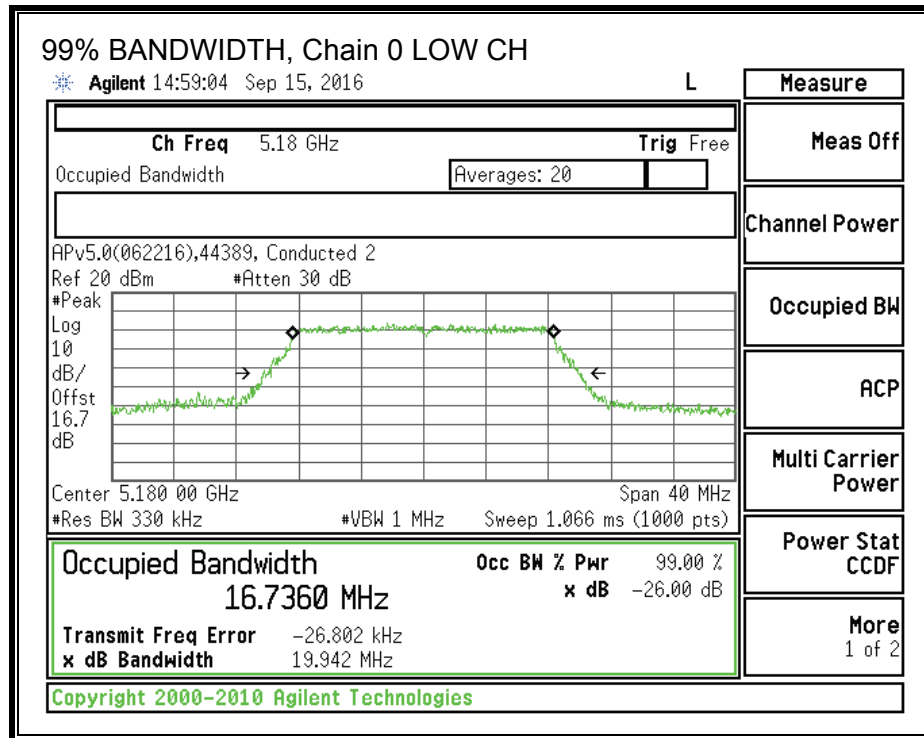 99% BANDWIDTH, Chain 0 LOW CH
Agilent 14:59:04 Sep 15, 2016 L
Measure
Ch Freq 5.18 GHz Trig Free
Meas Off
Occupied Bandwidth Averages: 20
Channel Power
APv5.0(062216),44389, Conducted 2
Ref 20 dBm #Atten 30 dB
#Peak
Log
10
dB/
Offst
16.7
dB
Occupied BW
ACP
Multi Carrier
Power
Center 5.180 00 GHz Span 40 MHz
#Res BW 330 kHz #VBW 1 MHz Sweep 1.066 ms (1000 pts)
Power Stat
CCDF
Occupied Bandwidth Occ BW % Pwr 99.00 %
16.7360 MHz x dB -26.00 dB
Transmit Freq Error -26.802 kHz
x dB Bandwidth 19.942 MHz
More
1 of 2
Copyright 2000-2010 Agilent Technologies